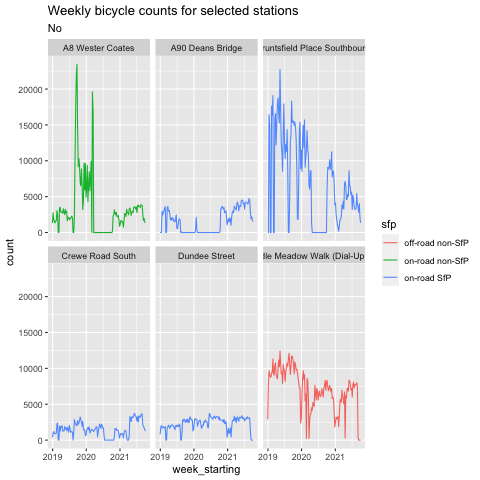 Weekly bicycle counts for selected stations
No
A8 Wester Coates
A90 Deans Bridge
runtsfield Place Southboun
20000
15000
10000
5000
0
count
Crewe Road South
Dundee Street
dle Meadow Walk (Dial-Up
20000
15000
10000
5000
0
2019 2020 2021
2019 2020 2021
2019 2020 2021
week_starting
sfp
off-road non-SfP
on-road non-SfP
on-road SfP